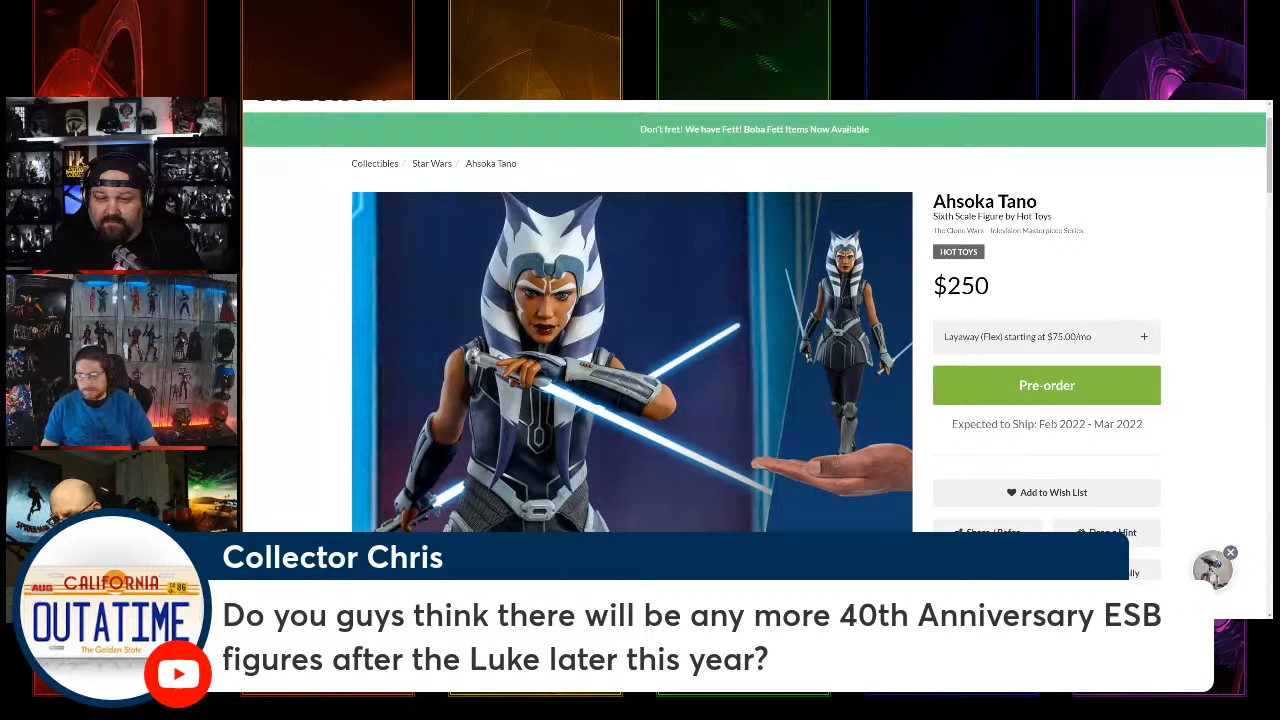 Don't fret! We have Fett! Boba Fett Items Now Available
Collectibles / Star Wars / Ahsoka Tano
Ahsoka Tano
Sixth Scale Figure by Hot Toys
The Clone Wars - Television Masterpiece Series
HOT TOYS
$250
Layaway (Flex) starting at $75.00/mo +
Pre-order
Expected to Ship: Feb 2022 - Mar 2022
Add to Wish List
Collector Chris
Do you guys think there will be any more 40th Anniversary ESB
figures after the Luke later this year?
CALIFORNIA
AUG
86
OUTATIME
The Golden State